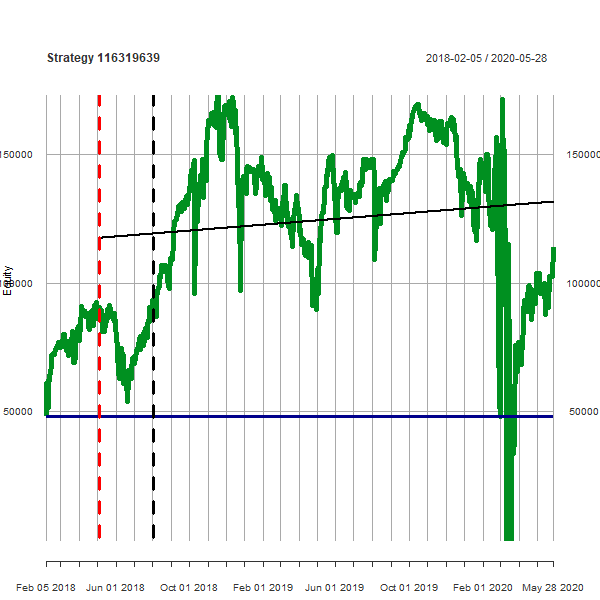 Strategy 116319639
2018-02-05 / 2020-05-28
150000
150000
Equity
100000
100000
50000
50000
Feb 05 2018
Jun 01 2018
Oct 01 2018
Feb 01 2019
Jun 01 2019
Oct 01 2019
Feb 01 2020
May 28 2020